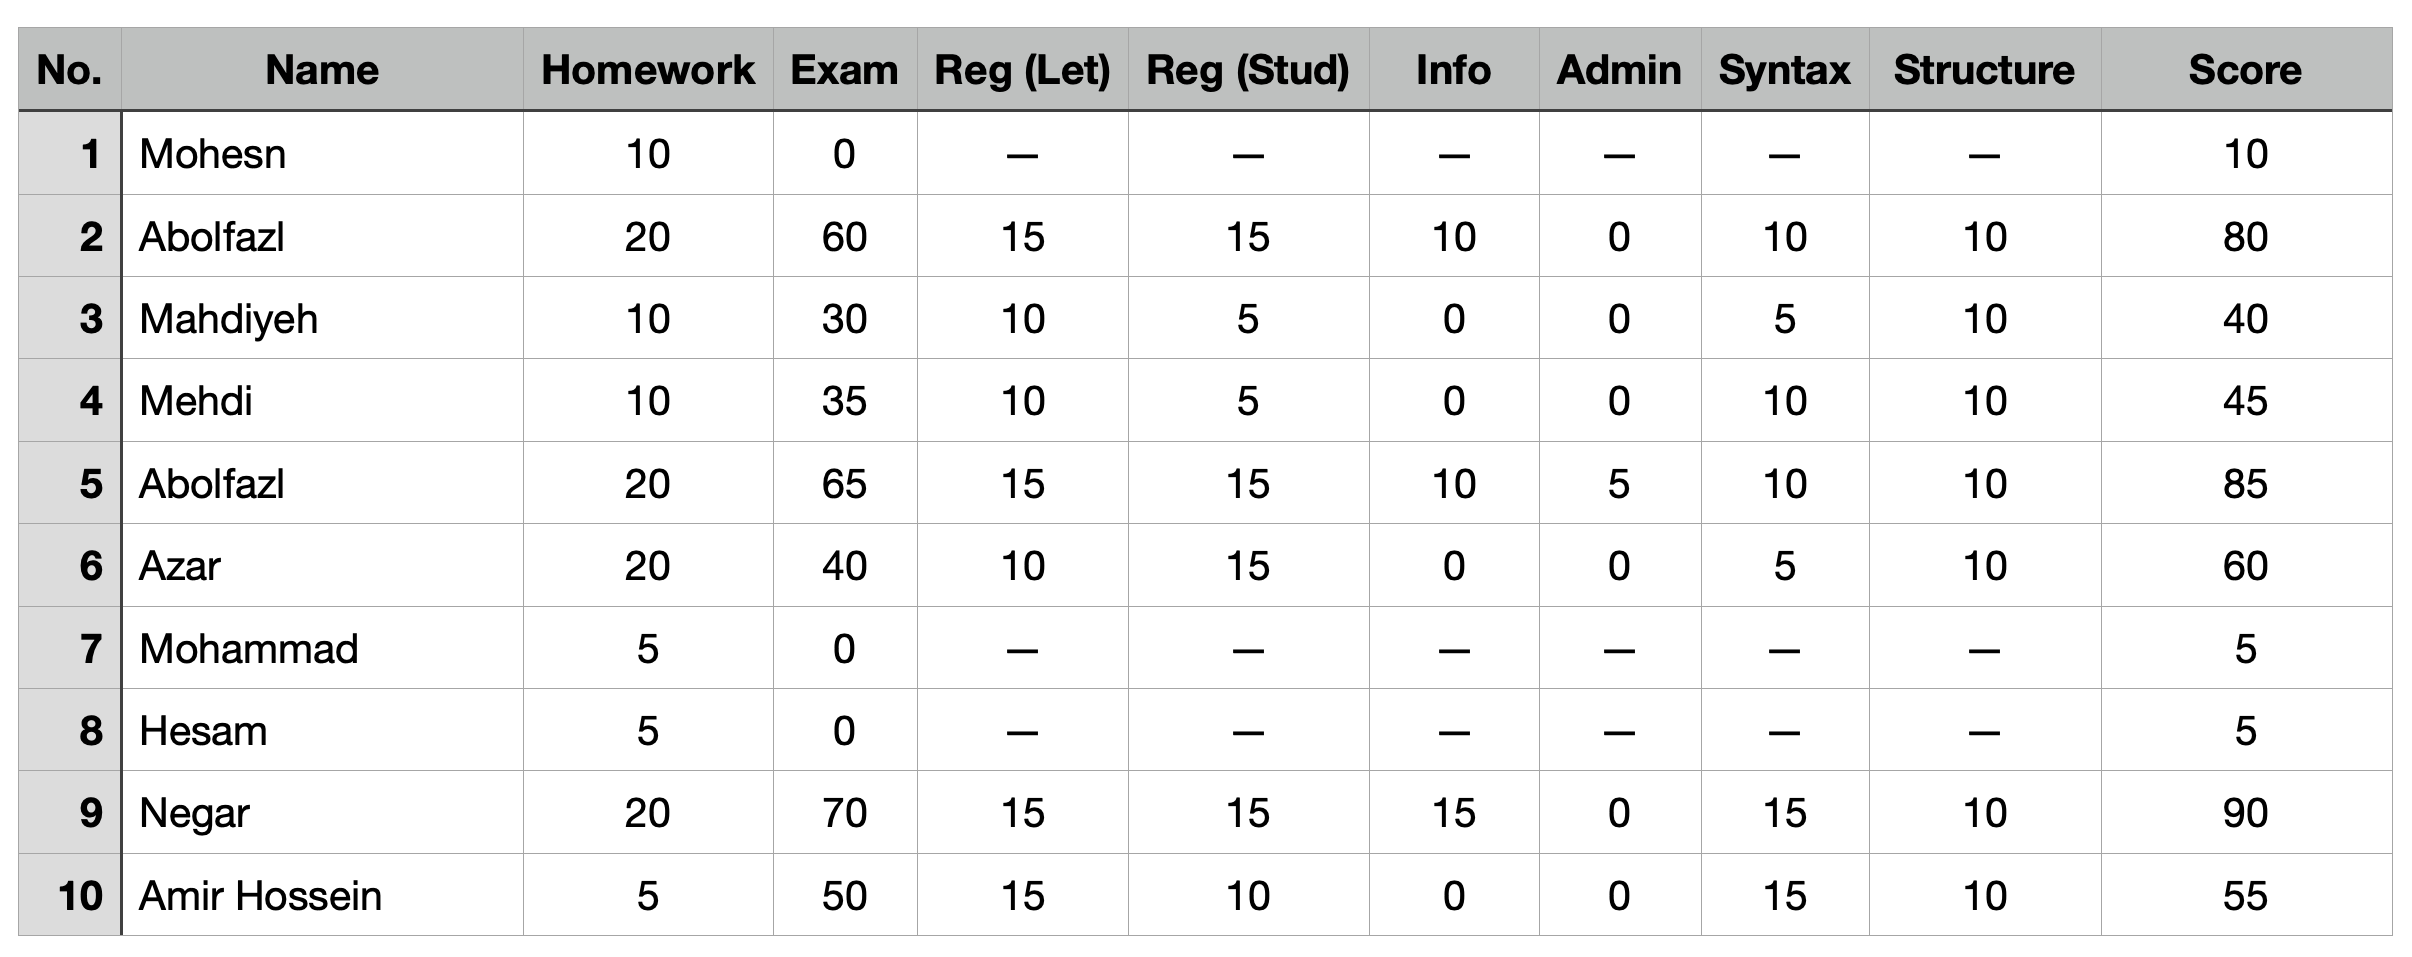 No. Name Homework Exam Reg (Let) Reg (Stud) Info Admin Syntax Structure Score
1 Mohesn 10 0 — — — — — — 10
2 Abolfazl 20 60 15 15 10 0 10 10 80
3 Mahdiyeh 10 30 10 5 0 0 5 10 40
4 Mehdi 10 35 10 5 0 0 10 10 45
5 Abolfazl 20 65 15 15 10 5 10 10 85
6 Azar 20 40 10 15 0 0 5 10 60
7 Mohammad 5 0 — — — — — — 5
8 Hesam 5 0 — — — — — — 5
9 Negar 20 70 15 15 15 0 15 10 90
10 Amir Hossein 5 50 15 10 0 0 15 10 55